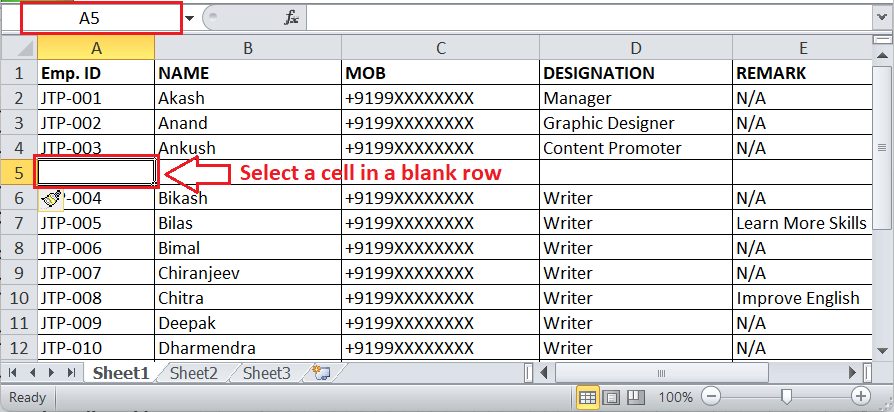 A5 fx
A B C D E
1 Emp. ID NAME MOB DESIGNATION REMARK
2 JTP-001 Akash +9199XXXXXXXX Manager N/A
3 JTP-002 Anand +9199XXXXXXXX Graphic Designer N/A
4 JTP-003 Ankush +9199XXXXXXXX Content Promoter N/A
5 Select a cell in a blank row
6 P-004 Bikash +9199XXXXXXXX Writer N/A
7 JTP-005 Bilas +9199XXXXXXXX Writer Learn More Skills
8 JTP-006 Bimal +9199XXXXXXXX Writer N/A
9 JTP-007 Chiranjeev +9199XXXXXXXX Writer N/A
10 JTP-008 Chitra +9199XXXXXXXX Writer Improve English
11 JTP-009 Deepak +9199XXXXXXXX Writer N/A
12 JTP-010 Dharmendra +9199XXXXXXXX Writer N/A
Sheet1 Sheet2 Sheet3
Ready 100%